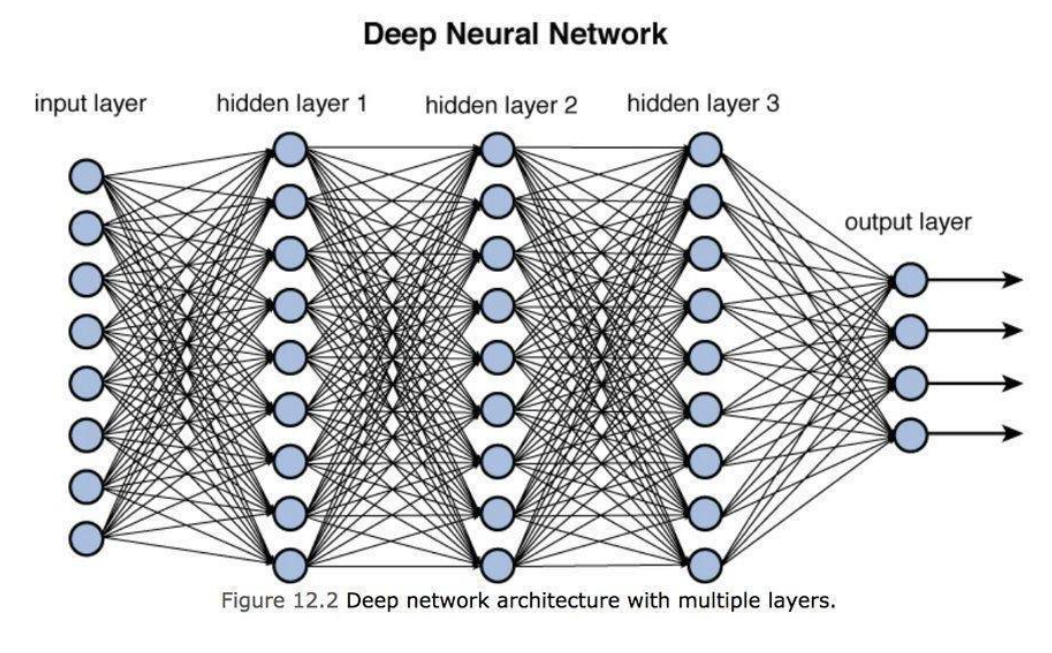 Deep Neural Network
input layer
hidden layer 1
hidden layer 2
hidden layer 3
output layer
Figure 12.2 Deep network architecture with multiple layers.